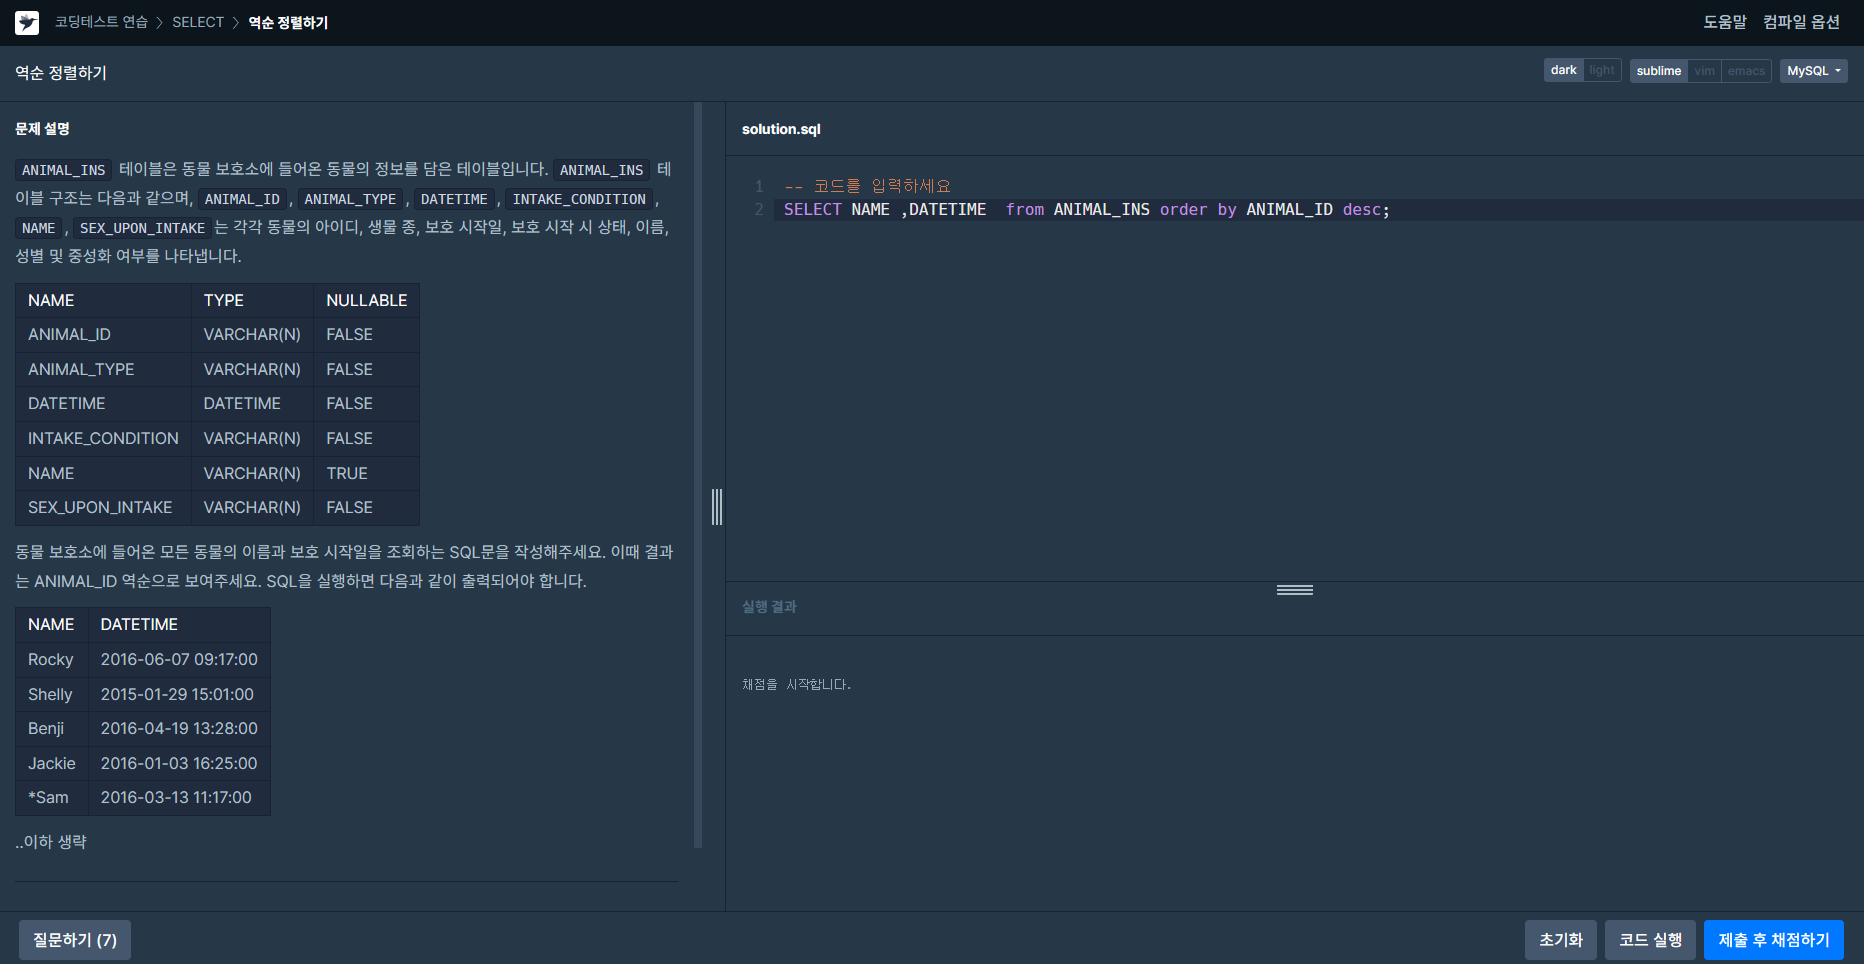 코딩테스트 연습 > SELECT > 역순 정렬하기
도움말 컴파일 옵션
역순 정렬하기
dark light sublime vim emacs MySQL
문제 설명
ANIMAL_INS 테이블은 동물 보호소에 들어온 동물의 정보를 담은 테이블입니다. ANIMAL_INS 테
이블 구조는 다음과 같으며, ANIMAL_ID, ANIMAL_TYPE, DATETIME, INTAKE_CONDITION,
NAME, SEX_UPON_INTAKE는 각각 동물의 아이디, 생물 종, 보호 시작일, 보호 시작 시 상태, 이름,
성별 및 중성화 여부를 나타냅니다.
NAME TYPE NULLABLE
ANIMAL_ID VARCHAR(N) FALSE
ANIMAL_TYPE VARCHAR(N) FALSE
DATETIME DATETIME FALSE
INTAKE_CONDITION VARCHAR(N) FALSE
NAME VARCHAR(N) TRUE
SEX_UPON_INTAKE VARCHAR(N) FALSE
동물 보호소에 들어온 모든 동물의 이름과 보호 시작일을 조회하는 SQL문을 작성해주세요. 이때 결과
는 ANIMAL_ID 역순으로 보여주세요. SQL을 실행하면 다음과 같이 출력되어야 합니다.
NAME DATETIME
Rocky 2016-06-07 09:17:00
Shelly 2015-01-29 15:01:00
Benji 2016-04-19 13:28:00
Jackie 2016-01-03 16:25:00
*Sam 2016-03-13 11:17:00
..이하 생략
solution.sql
1 -- 코드를 입력하세요
2 SELECT NAME ,DATETIME  from ANIMAL_INS order by ANIMAL_ID desc;
실행 결과
채점을 시작합니다.
질문하기 (7)
초기화 코드 실행 제출 후 채점하기